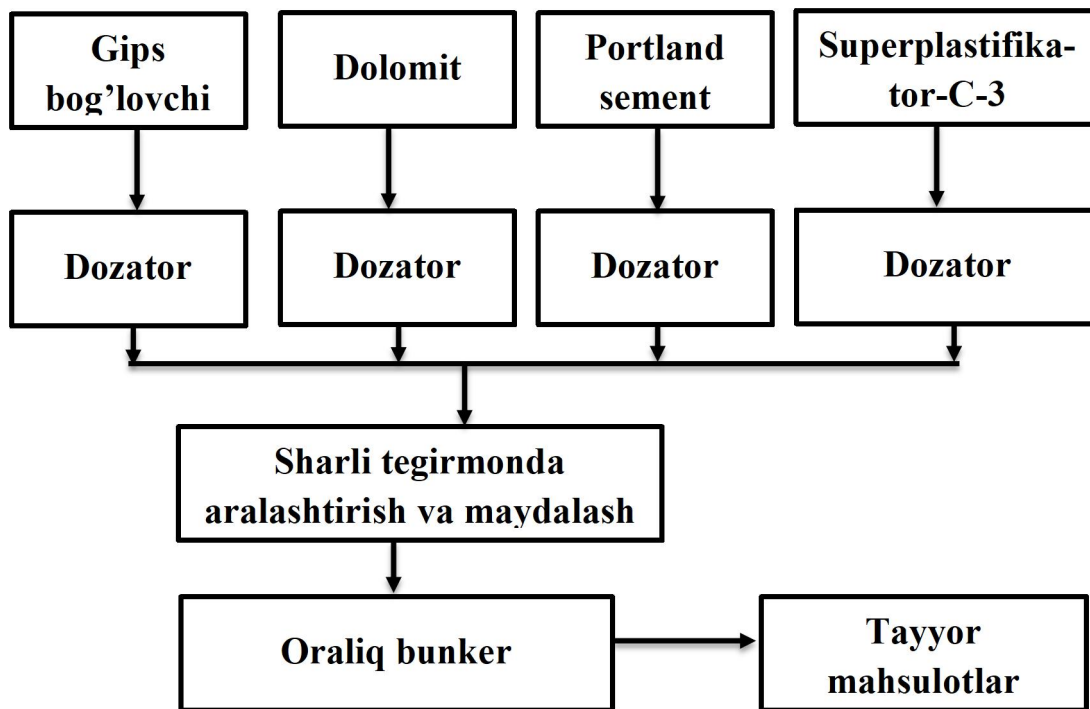 Gips
bog’lovchi
Dolomit
Portland
sement
Superplastifika-
tor-C-3
Dozator
Dozator
Dozator
Dozator
Sharli tegirmonda
aralashtirish va maydalash
Oraliq bunker
Tayyor
mahsulotlar